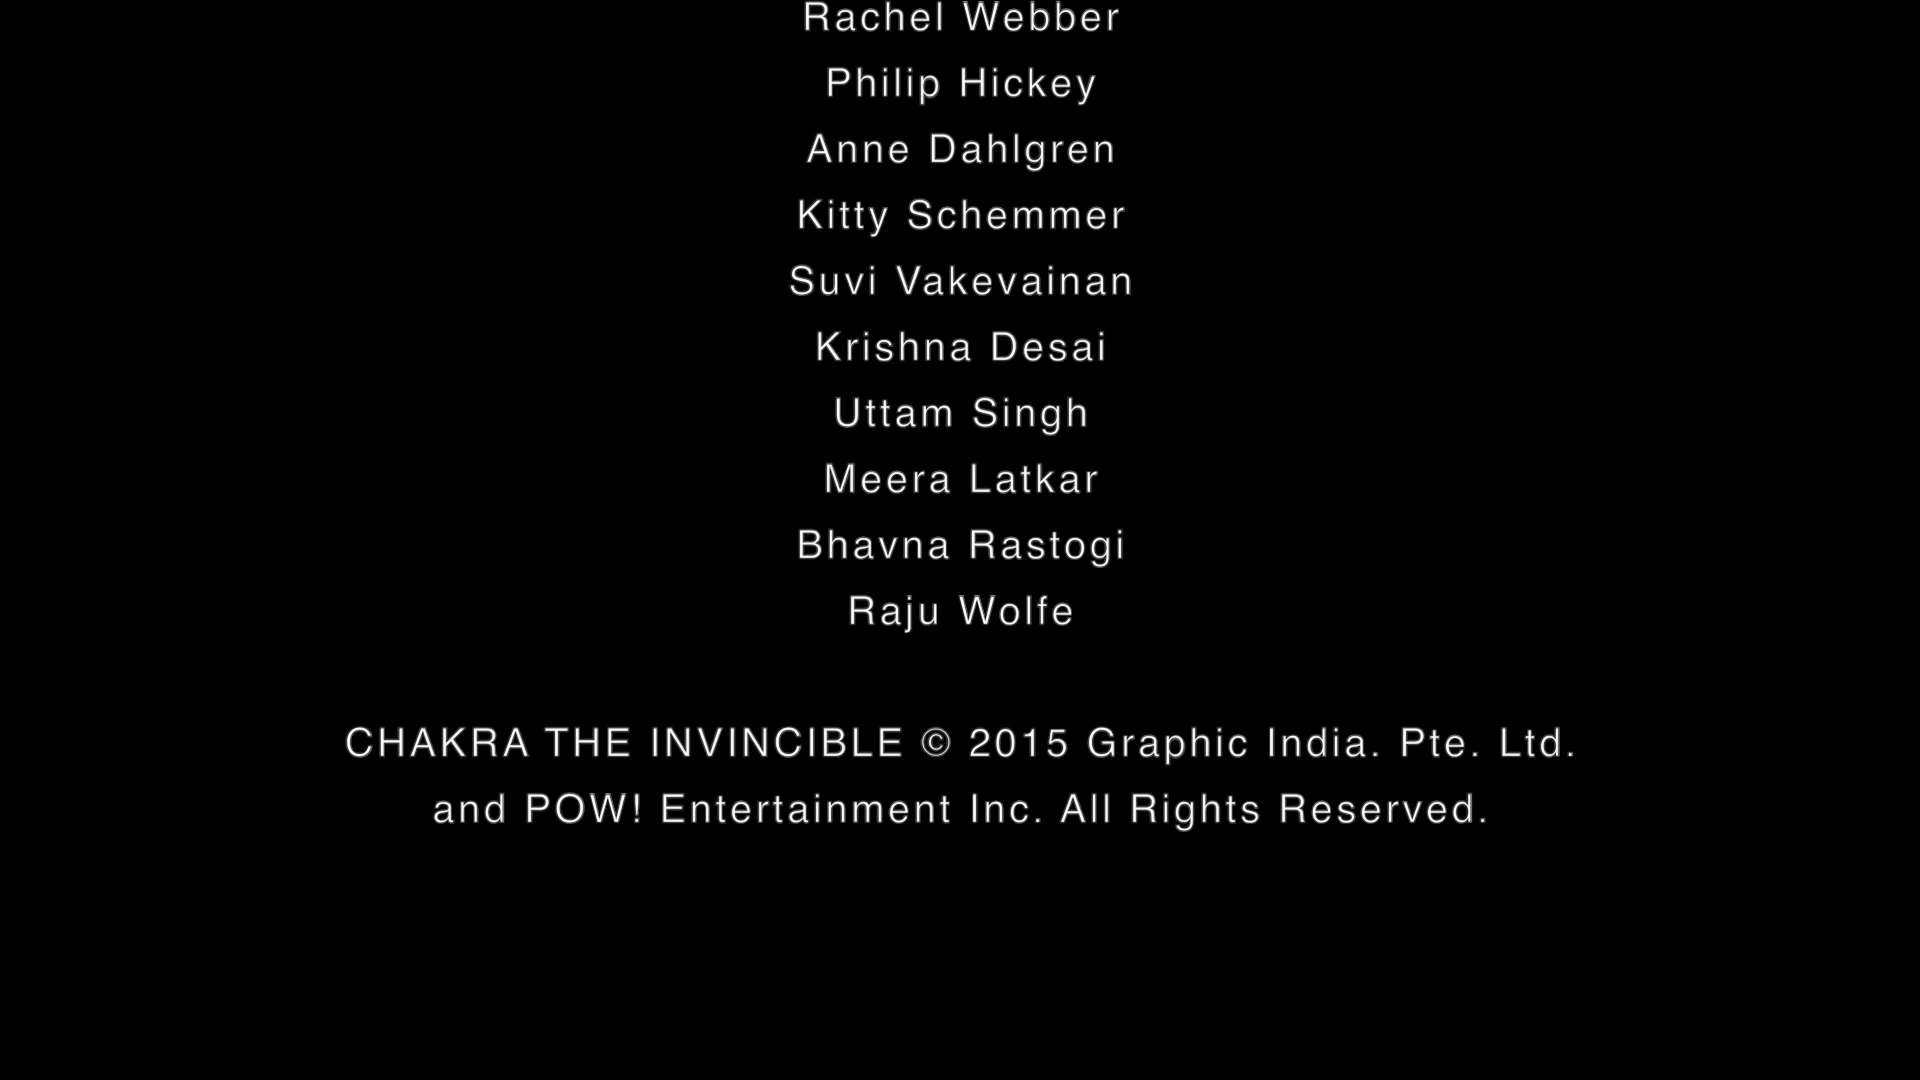 Rachel Webber
Philip Hickey
Anne Dahlgren
Kitty Schemmer
Suvi Vakevainan
Krishna Desai
Uttam Singh
Meera Latkar
Bhavna Rastogi
Raju Wolfe
CHAKRA THE INVINCIBLE © 2015 Graphic India. Pte. Ltd.
and POW! Entertainment Inc. All Rights Reserved.